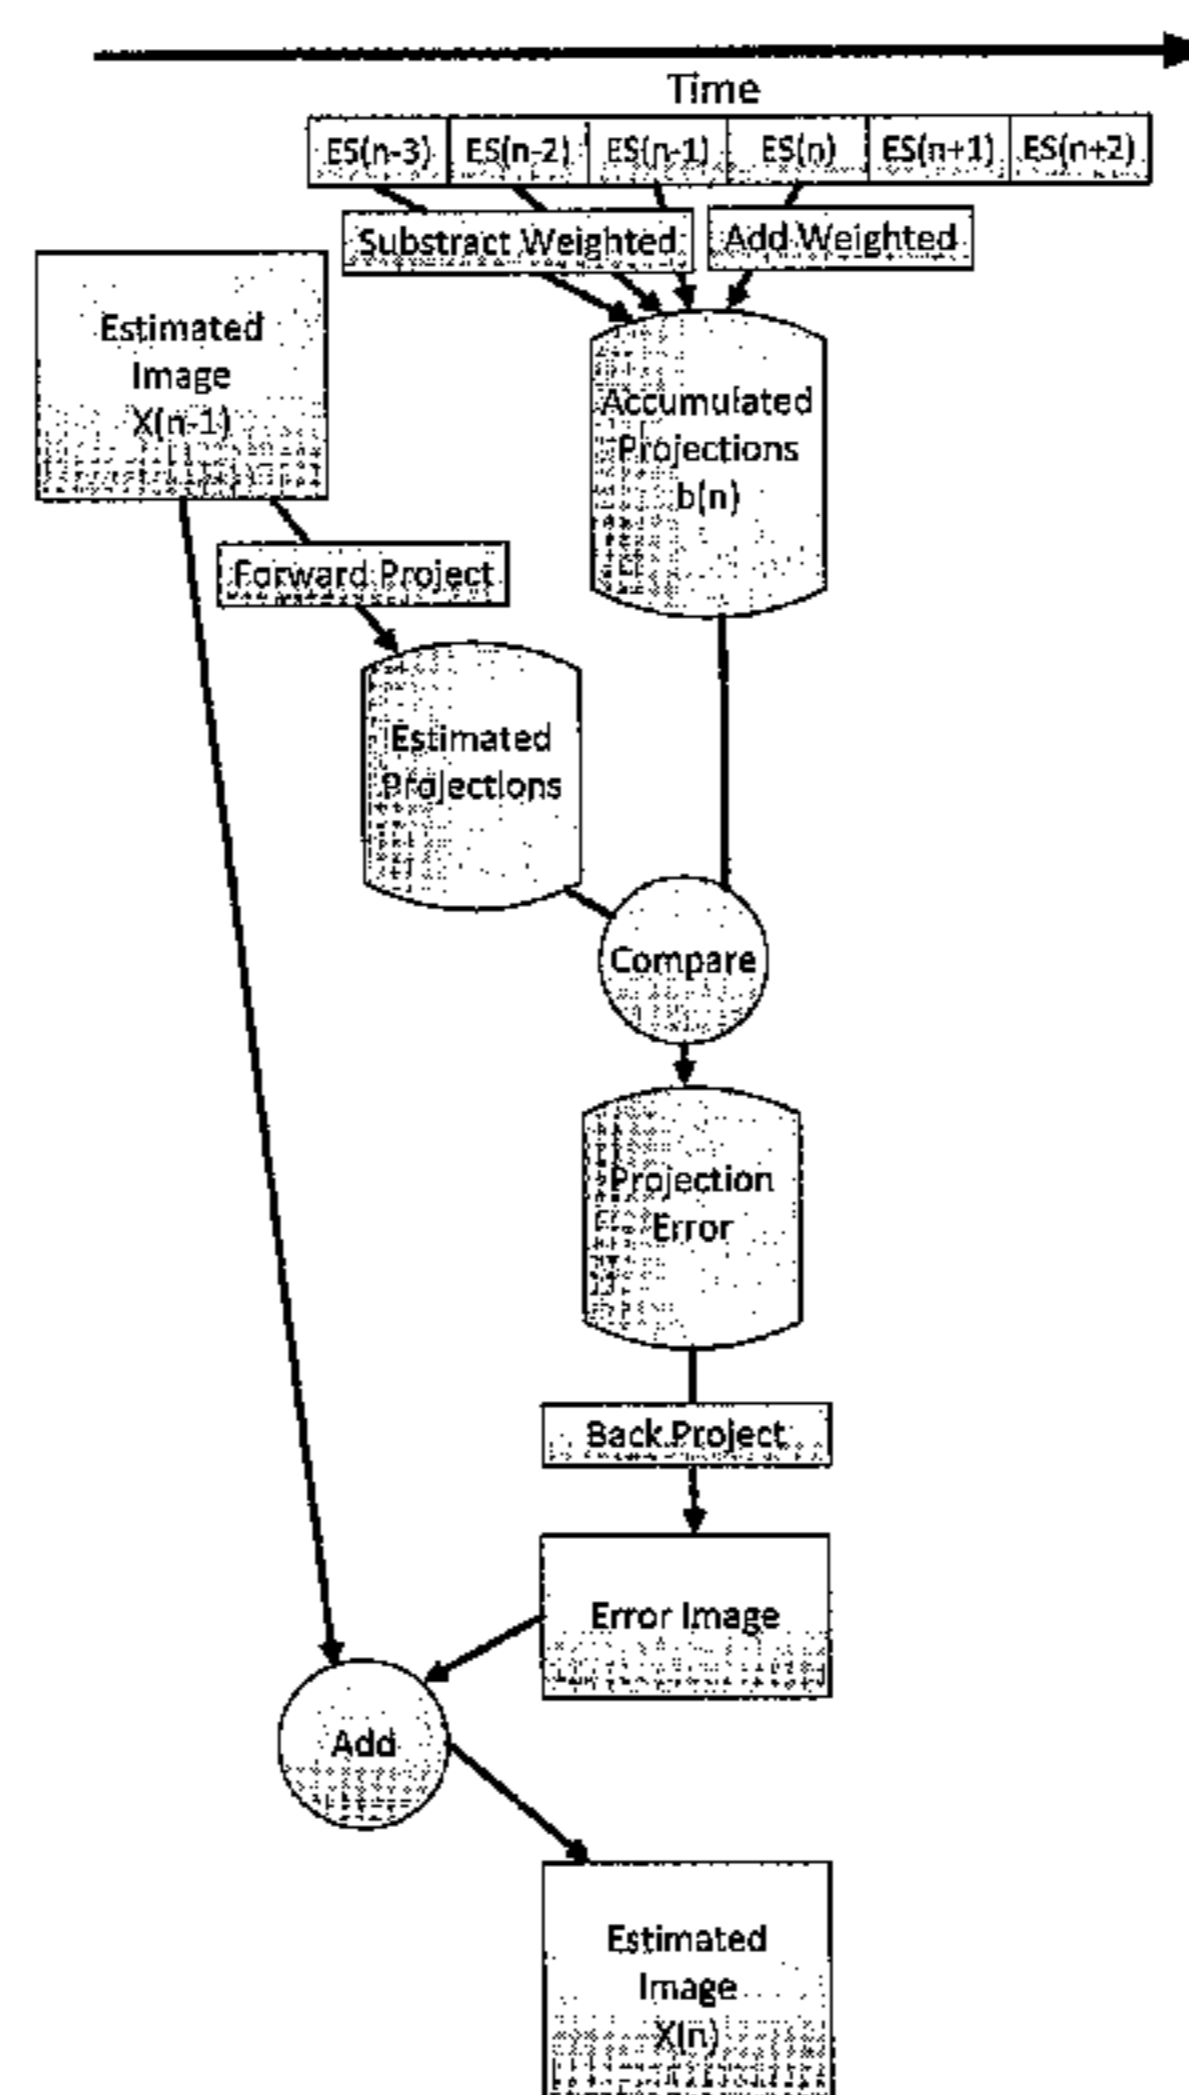 Time
ES(n-3) ES(n-2) ES(n-1) ES(n) ES(n+1) ES(n+2)
Substract Weighted Add Weighted
Estimated
Image
X(n-1)
Accumulated
Projections
b(n)
Forward Project
Estimated
Projections
Compare
Projection
Error
Back Project
Error Image
Add
Estimated
Image
X(n)